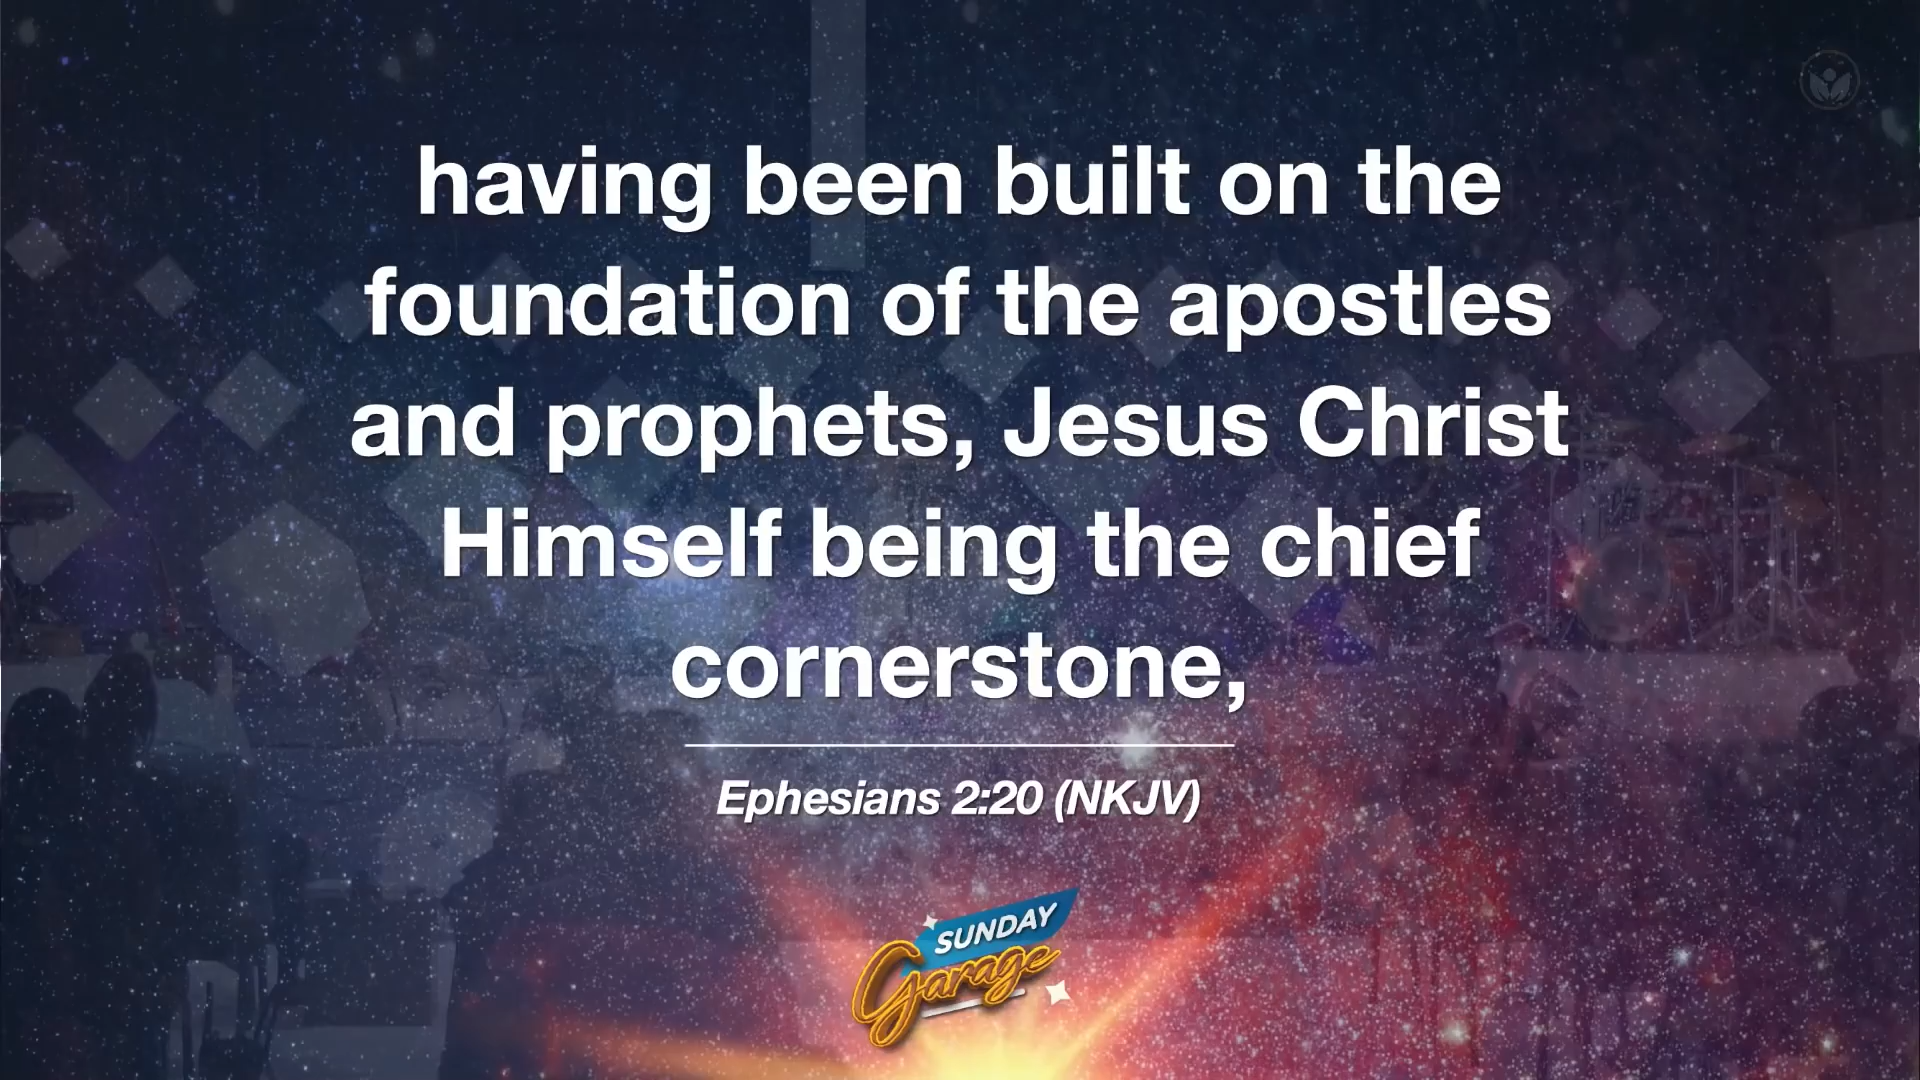 having been built on the
foundation of the apostles
and prophets, Jesus Christ
Himself being the chief
cornerstone,
Ephesians 2:20 (NKJV)
SUNDAY
Garage